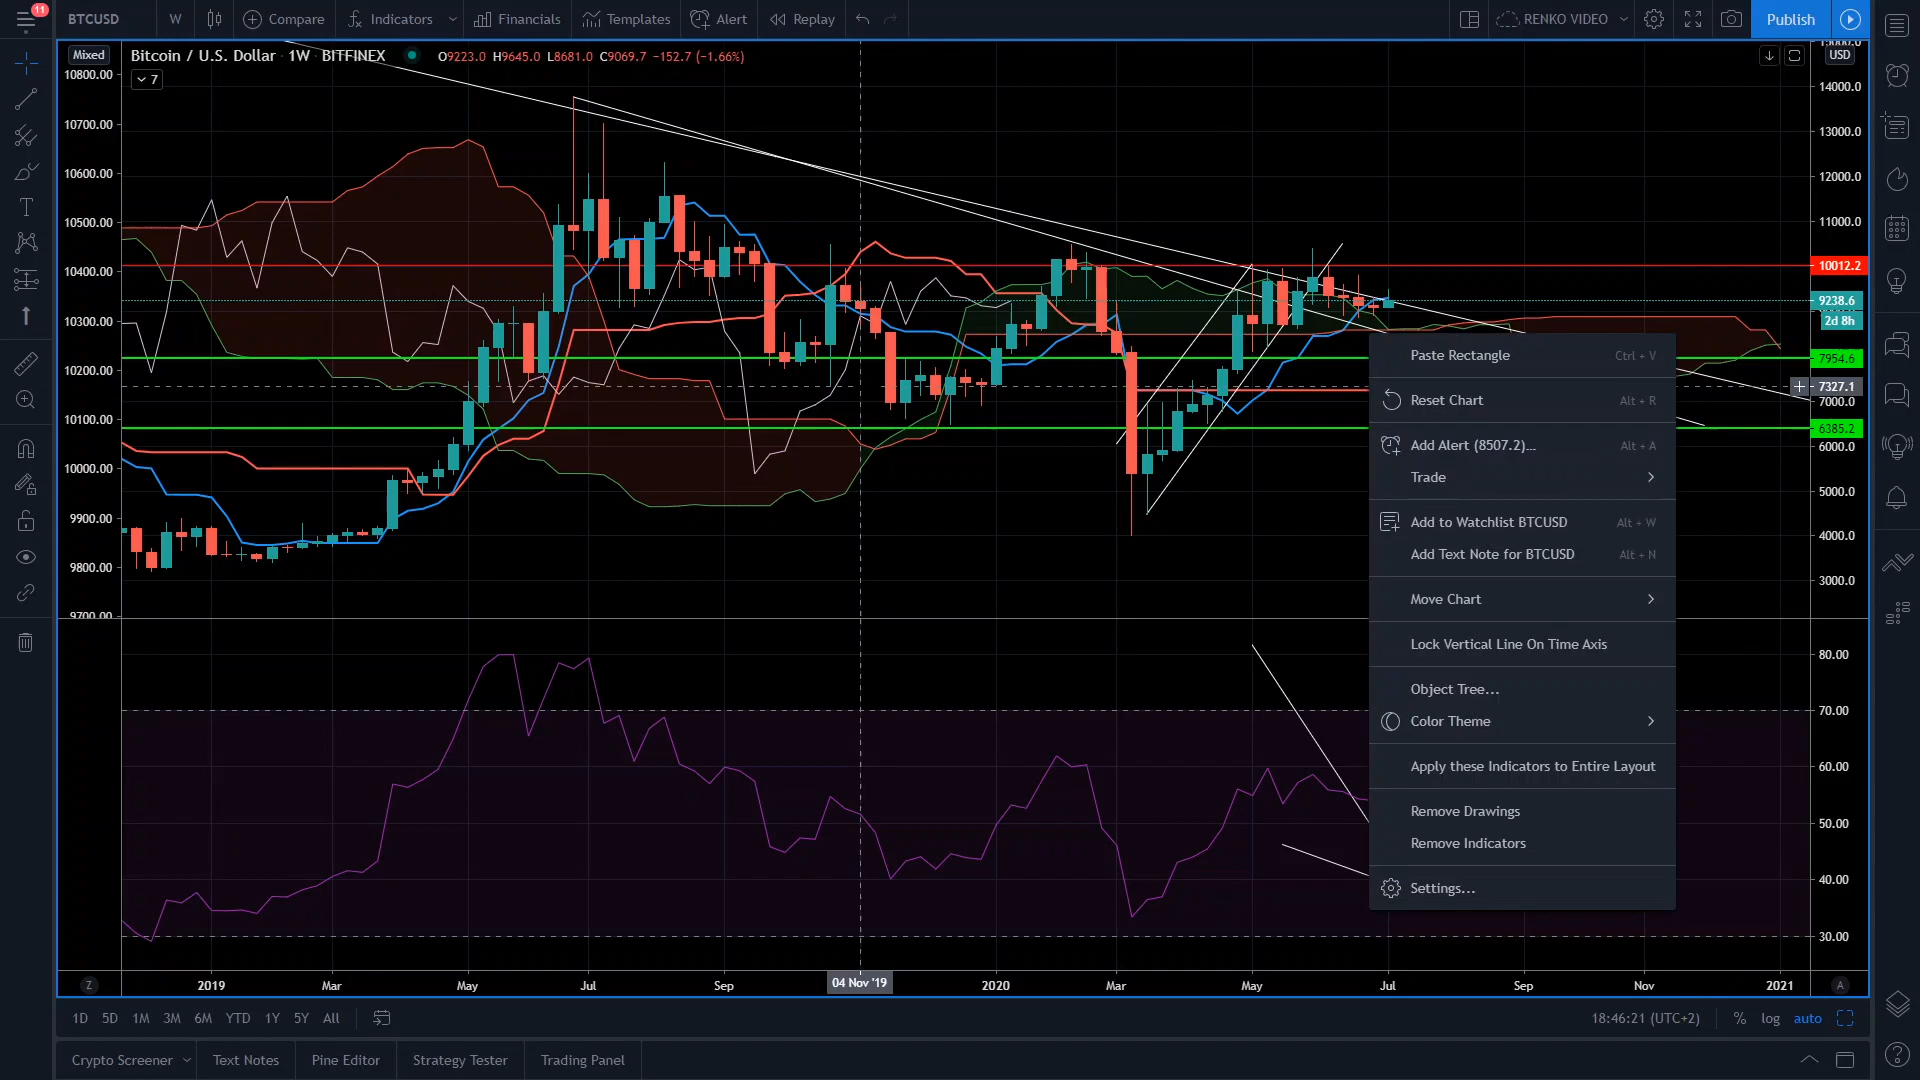 11
BTCUSD
W
Compare
Indicators
Financials
Templates
Alert
Replay
RENKO VIDEO
Publish
Mixed
Bitcoin / U.S. Dollar · 1W · BITFINEX
O9223.0 H9645.0 L8681.0 C9069.7 −152.7 (−1.66%)
7
USD
10800.00
10700.00
10600.00
10500.00
10400.00
10300.00
10200.00
10100.00
10000.00
9900.00
9800.00
9700.00
15000.0
14000.0
13000.0
12000.0
11000.0
10012.2
9238.6
2d 8h
7954.6
7327.1
7000.0
6385.2
6000.0
5000.0
4000.0
3000.0
80.00
70.00
60.00
50.00
40.00
30.00
Paste Rectangle Ctrl + V
Reset Chart Alt + R
Add Alert (8507.2)... Alt + A
Trade
Add to Watchlist BTCUSD Alt + W
Add Text Note for BTCUSD Alt + N
Move Chart
Lock Vertical Line On Time Axis
Object Tree...
Color Theme
Apply these Indicators to Entire Layout
Remove Drawings
Remove Indicators
Settings...
Z
2019
Mar
May
Jul
Sep
04 Nov '19
2020
Mar
May
Jul
Sep
Nov
2021
A
1D 5D 1M 3M 6M YTD 1Y 5Y All
18:46:21 (UTC+2)
%
log
auto
Crypto Screener
Text Notes
Pine Editor
Strategy Tester
Trading Panel